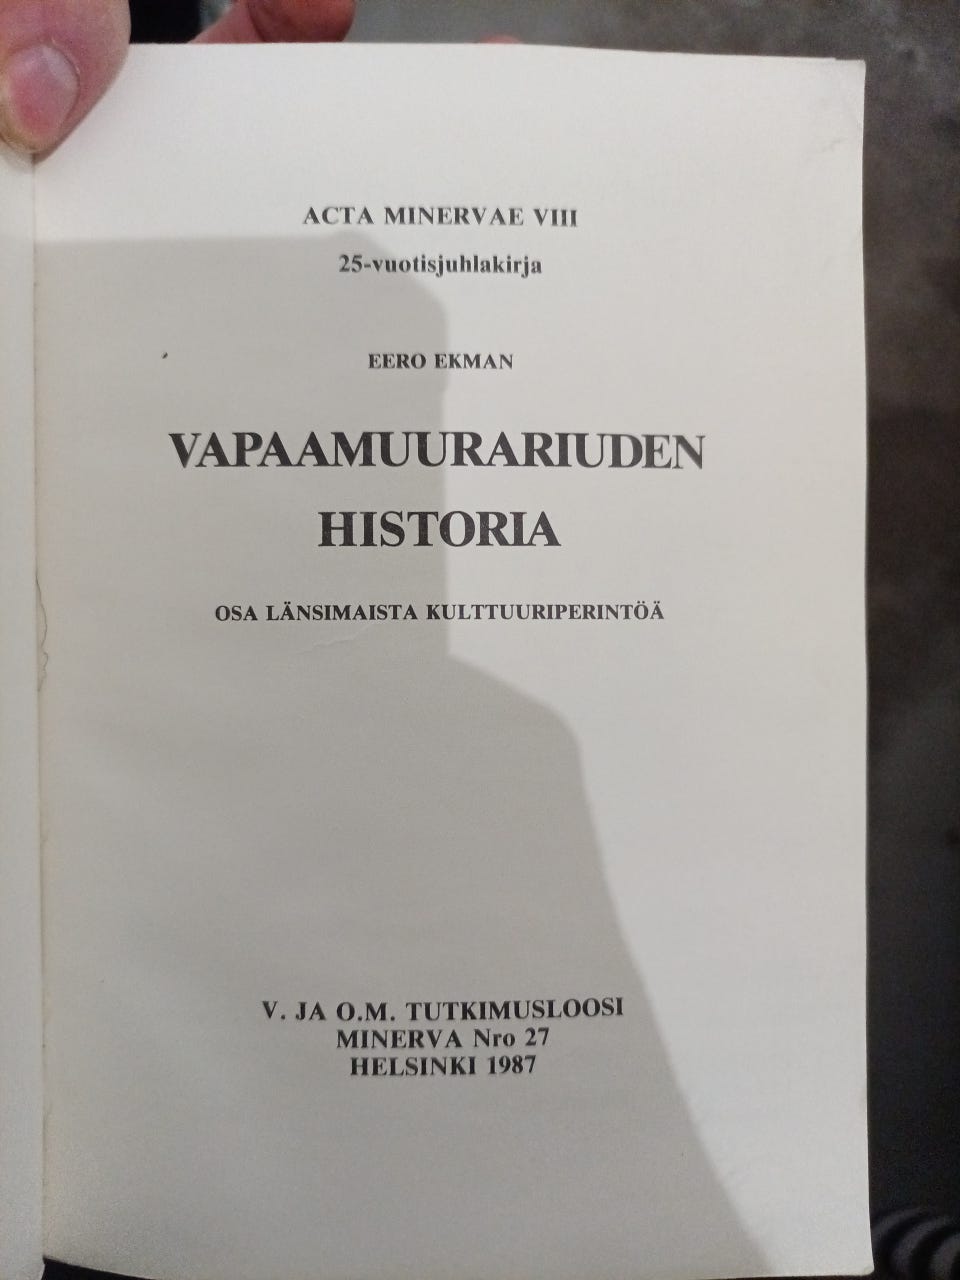 ACTA MINERVAE VIII
25-vuotisjuhlakirja
EERO EKMAN
VAPAAMUURARIUDEN
HISTORIA
OSA LÄNSIMAISTA KULTTUURIPERINTÖÄ
V. JA O.M. TUTKIMUSLOOSI
MINERVA Nro 27
HELSINKI 1987